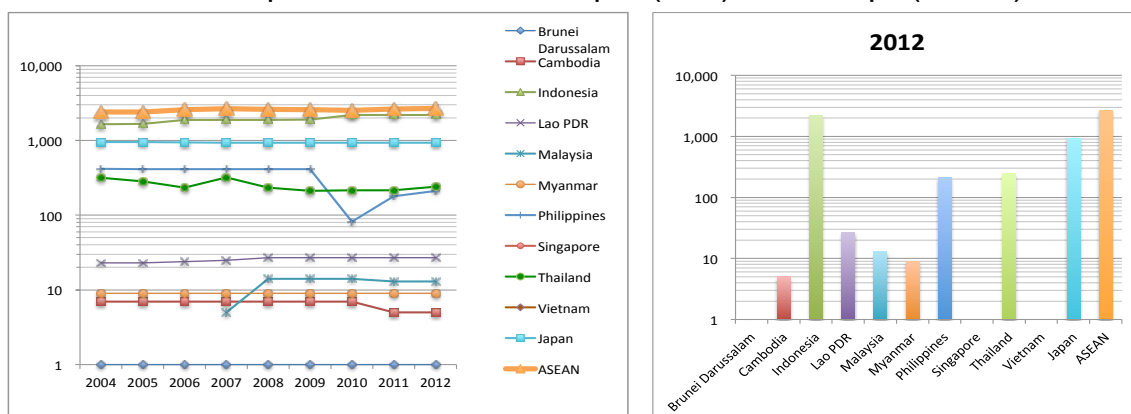 Brunei
Darussalam
Cambodia
Indonesia
Lao PDR
Malaysia
Myanmar
Philippines
Singapore
Thailand
Vietnam
Japan
ASEAN
10,000
1,000
100
10
1
2004 2005 2006 2007 2008 2009 2010 2011 2012
2012
10,000
1,000
100
10
1
Brunei Darussalam
Cambodia
Indonesia
Lao PDR
Malaysia
Myanmar
Philippines
Singapore
Thailand
Vietnam
Japan
ASEAN